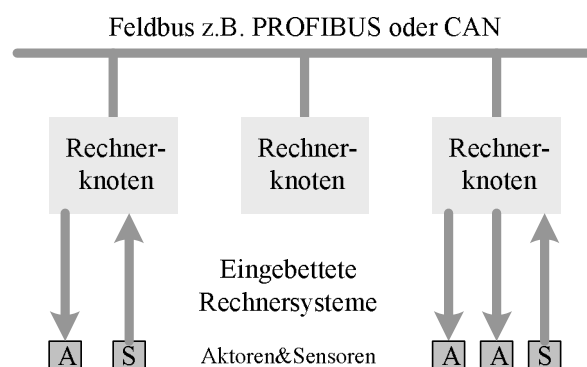 Feldbus z.B. PROFIBUS oder CAN
Rechner-
knoten
Rechner-
knoten
Rechner-
knoten
Eingebettete
Rechnersysteme
A
S
Aktoren&Sensoren
A
A
S